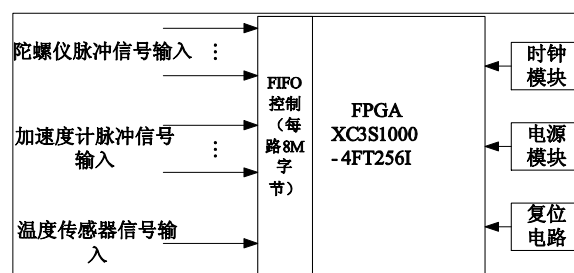 陀螺仪脉冲信号输入
加速度计脉冲信号
输入
温度传感器信号输
入
FIFO
控制
（每
路8M
字
节）
FPGA
XC3S1000
-4FT256I
时钟
模块
电源
模块
复位
电路